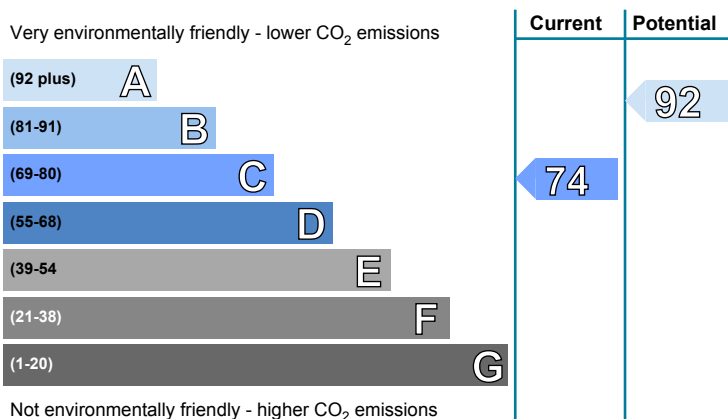 Current Potential
Very environmentally friendly - lower CO2 emissions
(92 plus) A
92
(81-91) B
(69-80) C
74
(55-68) D
(39-54 E
(21-38) F
(1-20) G
Not environmentally friendly - higher CO2 emissions